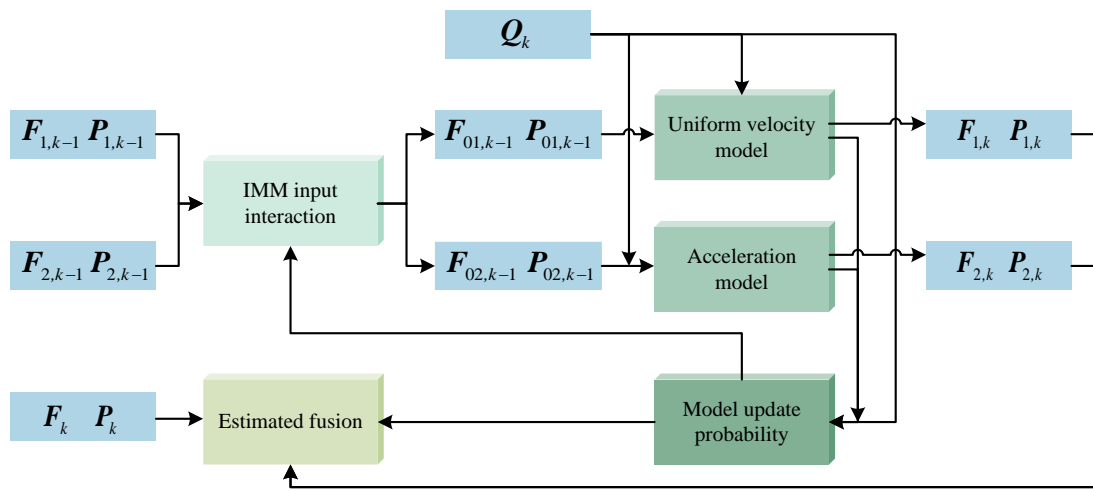 Q_k
F_{1,k-1} P_{1,k-1}
F_{01,k-1} P_{01,k-1}
Uniform velocity
model
F_{1,k} P_{1,k}
IMM input
interaction
F_{2,k-1} P_{2,k-1}
F_{02,k-1} P_{02,k-1}
Acceleration
model
F_{2,k} P_{2,k}
F_k P_k
Estimated fusion
Model update
probability